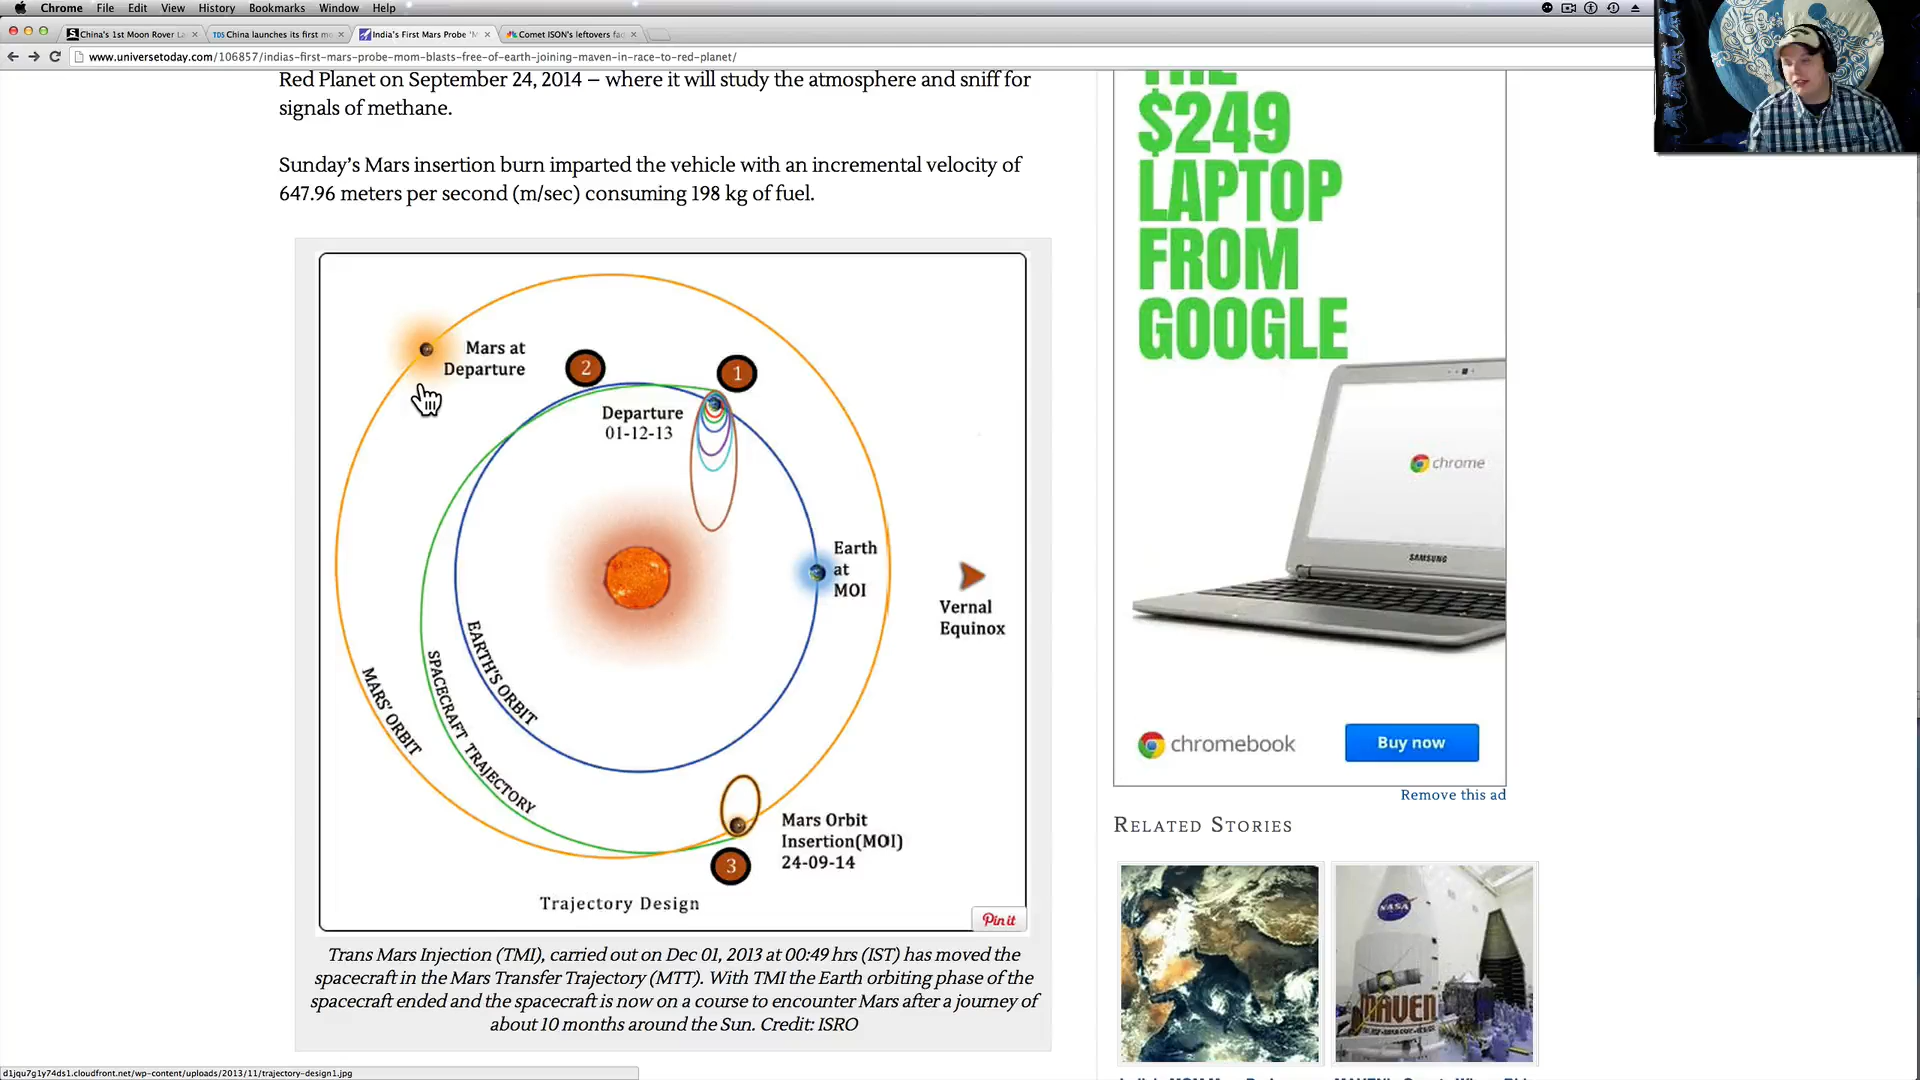 Chrome File Edit View History Bookmarks Window Help
China's 1st Moon Rover La
TDS China launches its first mo
India's First Mars Probe 'M
Comet ISON's leftovers fad
www.universetoday.com/106857/indias-first-mars-probe-mom-blasts-free-of-earth-joining-maven-in-race-to-red-planet/
Red Planet on September 24, 2014 – where it will study the atmosphere and sniff for
signals of methane.
Sunday's Mars insertion burn imparted the vehicle with an incremental velocity of
647.96 meters per second (m/sec) consuming 198 kg of fuel.
Mars at
Departure
2
1
Departure
01-12-13
Earth
at
MOI
Vernal
Equinox
EARTH'S ORBIT
SPACECRAFT TRAJECTORY
MARS' ORBIT
Mars Orbit
Insertion(MOI)
24-09-14
3
Trajectory Design
Pin it
Trans Mars Injection (TMI), carried out on Dec 01, 2013 at 00:49 hrs (IST) has moved the
spacecraft in the Mars Transfer Trajectory (MTT). With TMI the Earth orbiting phase of the
spacecraft ended and the spacecraft is now on a course to encounter Mars after a journey of
about 10 months around the Sun. Credit: ISRO
THE
$249
LAPTOP
FROM
GOOGLE
chrome
SAMSUNG
chromebook
Buy now
Remove this ad
RELATED STORIES
NASA
MAVEN
d1jqu7g1y74ds1.cloudfront.net/wp-content/uploads/2013/11/trajectory-design1.jpg